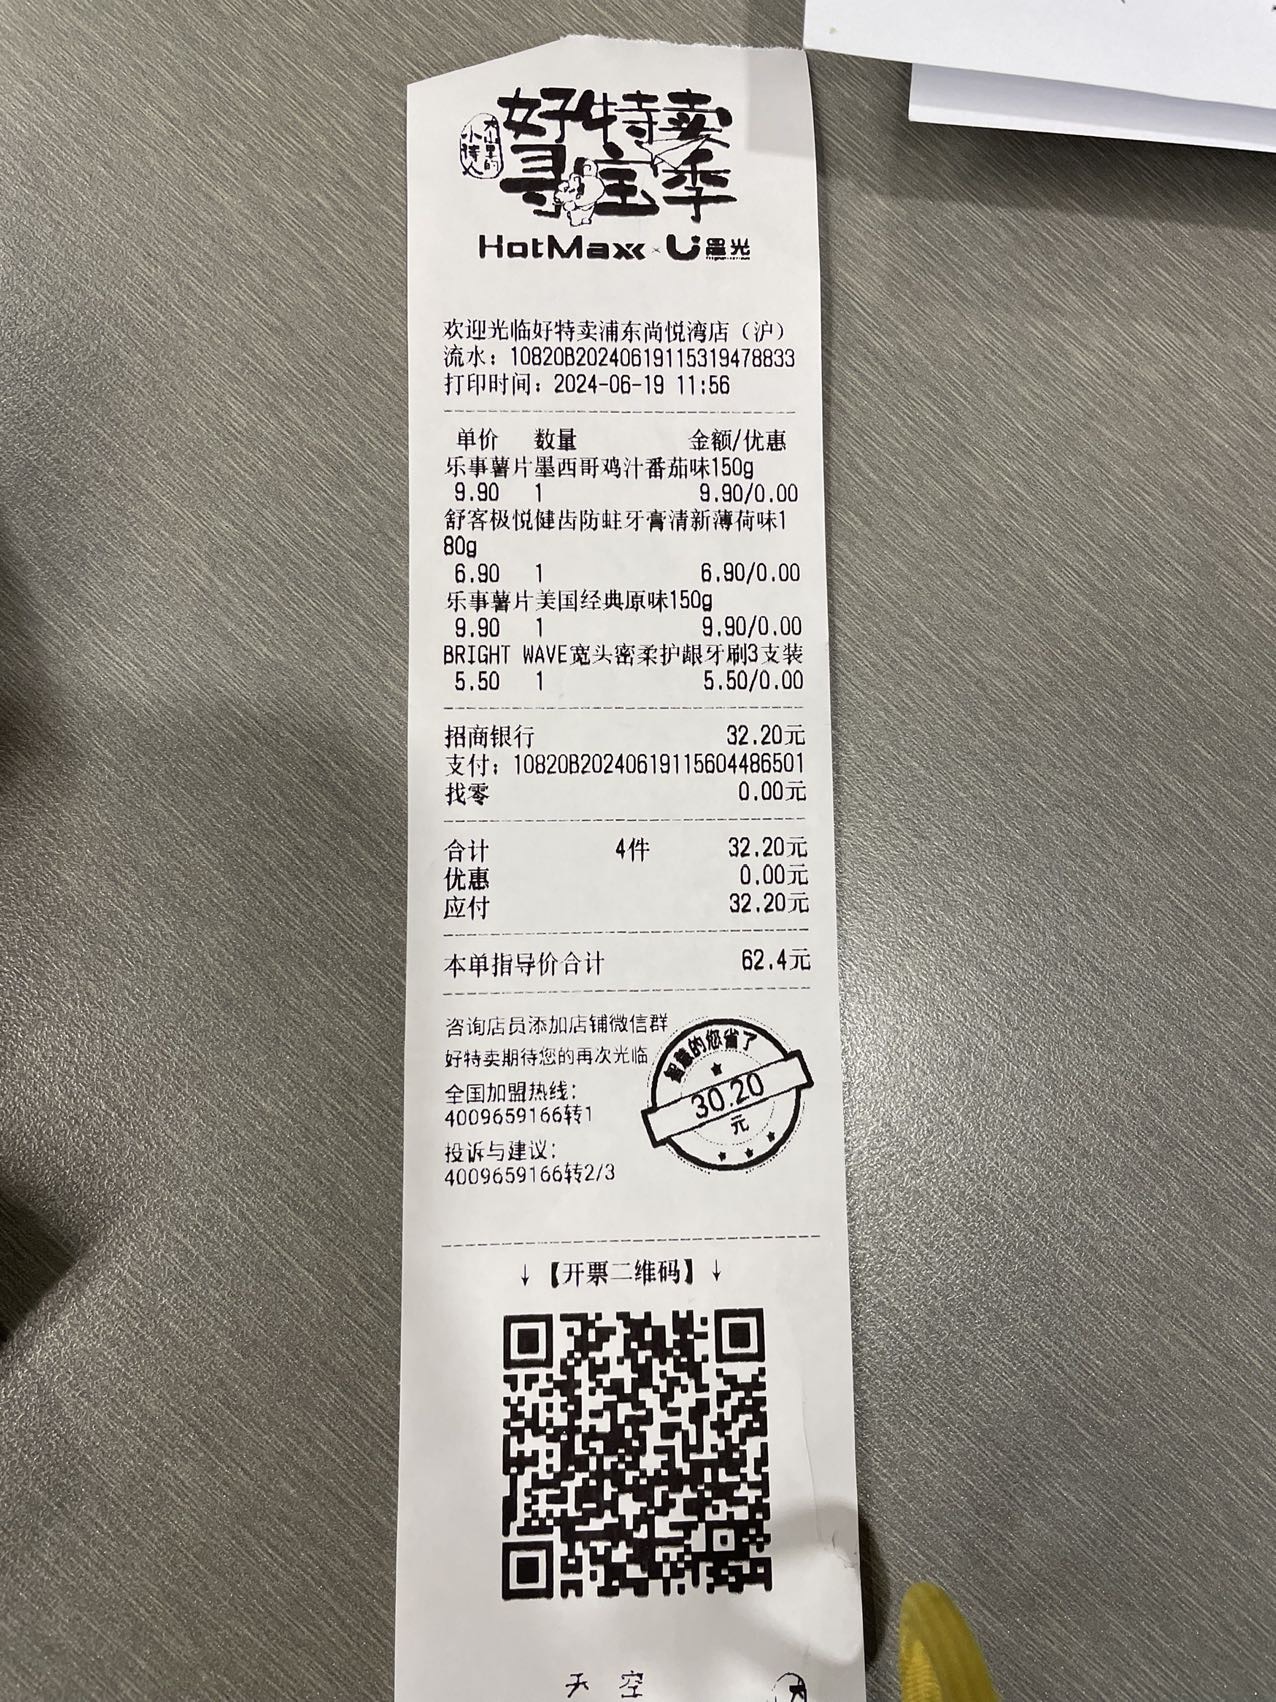 大山里的
小诗人
好特卖
寻宝季
HotMaxx × U 晨光
欢迎光临好特卖浦东尚悦湾店（沪）
流水：10820B20240619115319478833
打印时间：2024-06-19 11:56
单价 数量 金额/优惠
乐事薯片墨西哥鸡汁番茄味150g
9.90 1 9.90/0.00
舒客极悦健齿防蛀牙膏清新薄荷味1
80g
6.90 1 6.90/0.00
乐事薯片美国经典原味150g
9.90 1 9.90/0.00
BRIGHT WAVE宽头密柔护龈牙刷3支装
5.50 1 5.50/0.00
招商银行 32.20元
支付：10820B20240619115604486501
找零 0.00元
合计 4件 32.20元
优惠 0.00元
应付 32.20元
本单指导价合计 62.4元
咨询店员添加店铺微信群
好特卖期待您的再次光临
全国加盟热线：
4009659166转1
投诉与建议：
4009659166转2/3
智慧的您省了
30.20
元
↓【开票二维码】↓
天空